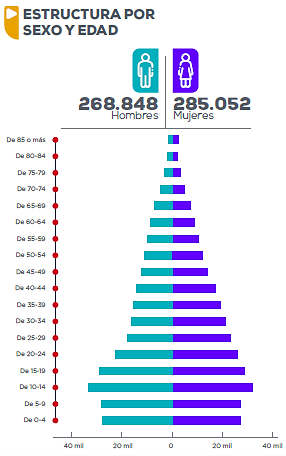 ESTRUCTURA POR
SEXO Y EDAD
268.848 285.052
Hombres Mujeres
De 85 o más
De 80-84
De 75-79
De 70-74
De 65-69
De 60-64
De 55-59
De 50-54
De 45-49
De 40-44
De 35-39
De 30-34
De 25-29
De 20-24
De 15-19
De 10-14
De 5-9
De 0-4
40 mil 20 mil 0 20 mil 40 mil